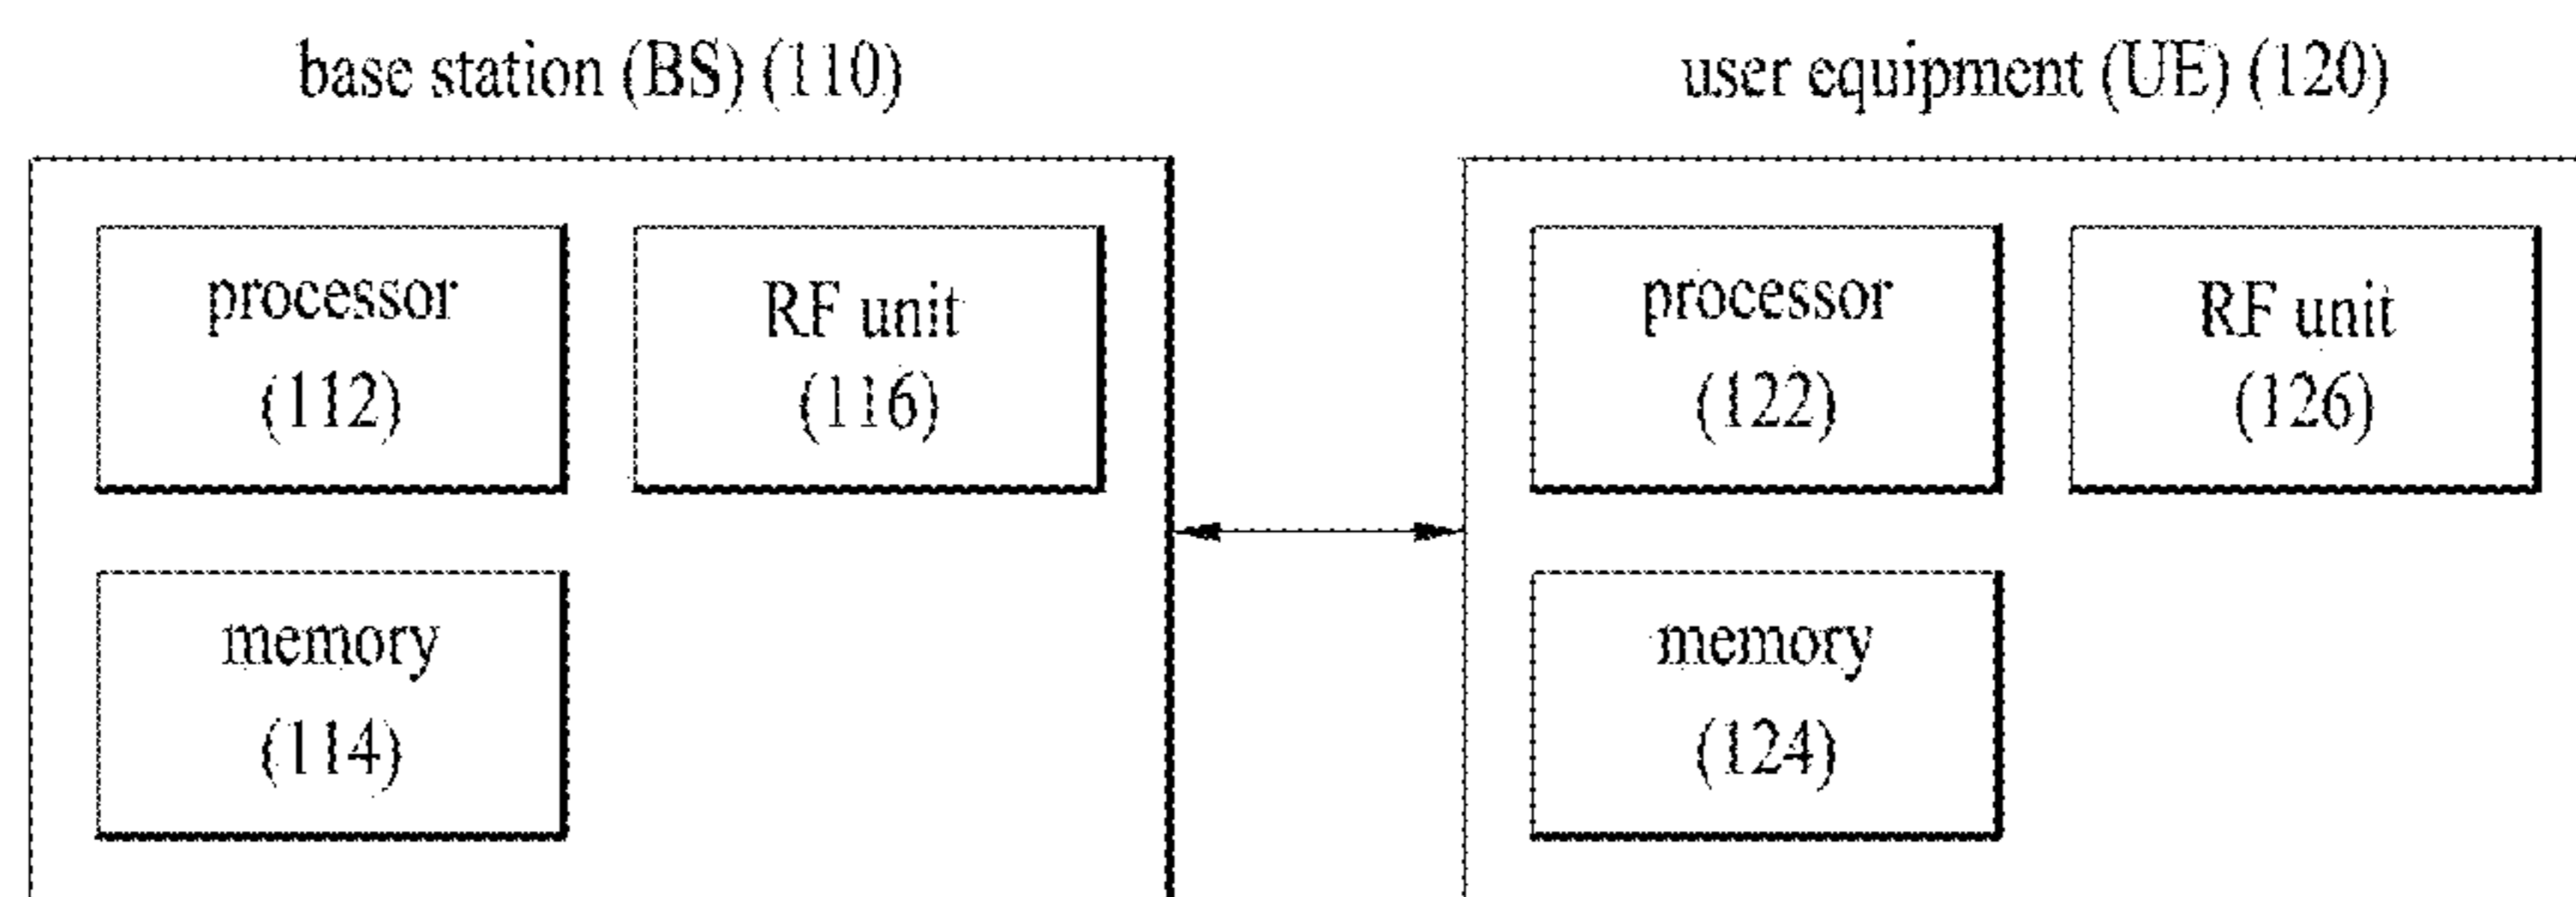 base station (BS) (110)
processor
(112)
RF unit
(116)
memory
(114)
user equipment (UE) (120)
processor
(122)
RF unit
(126)
memory
(124)